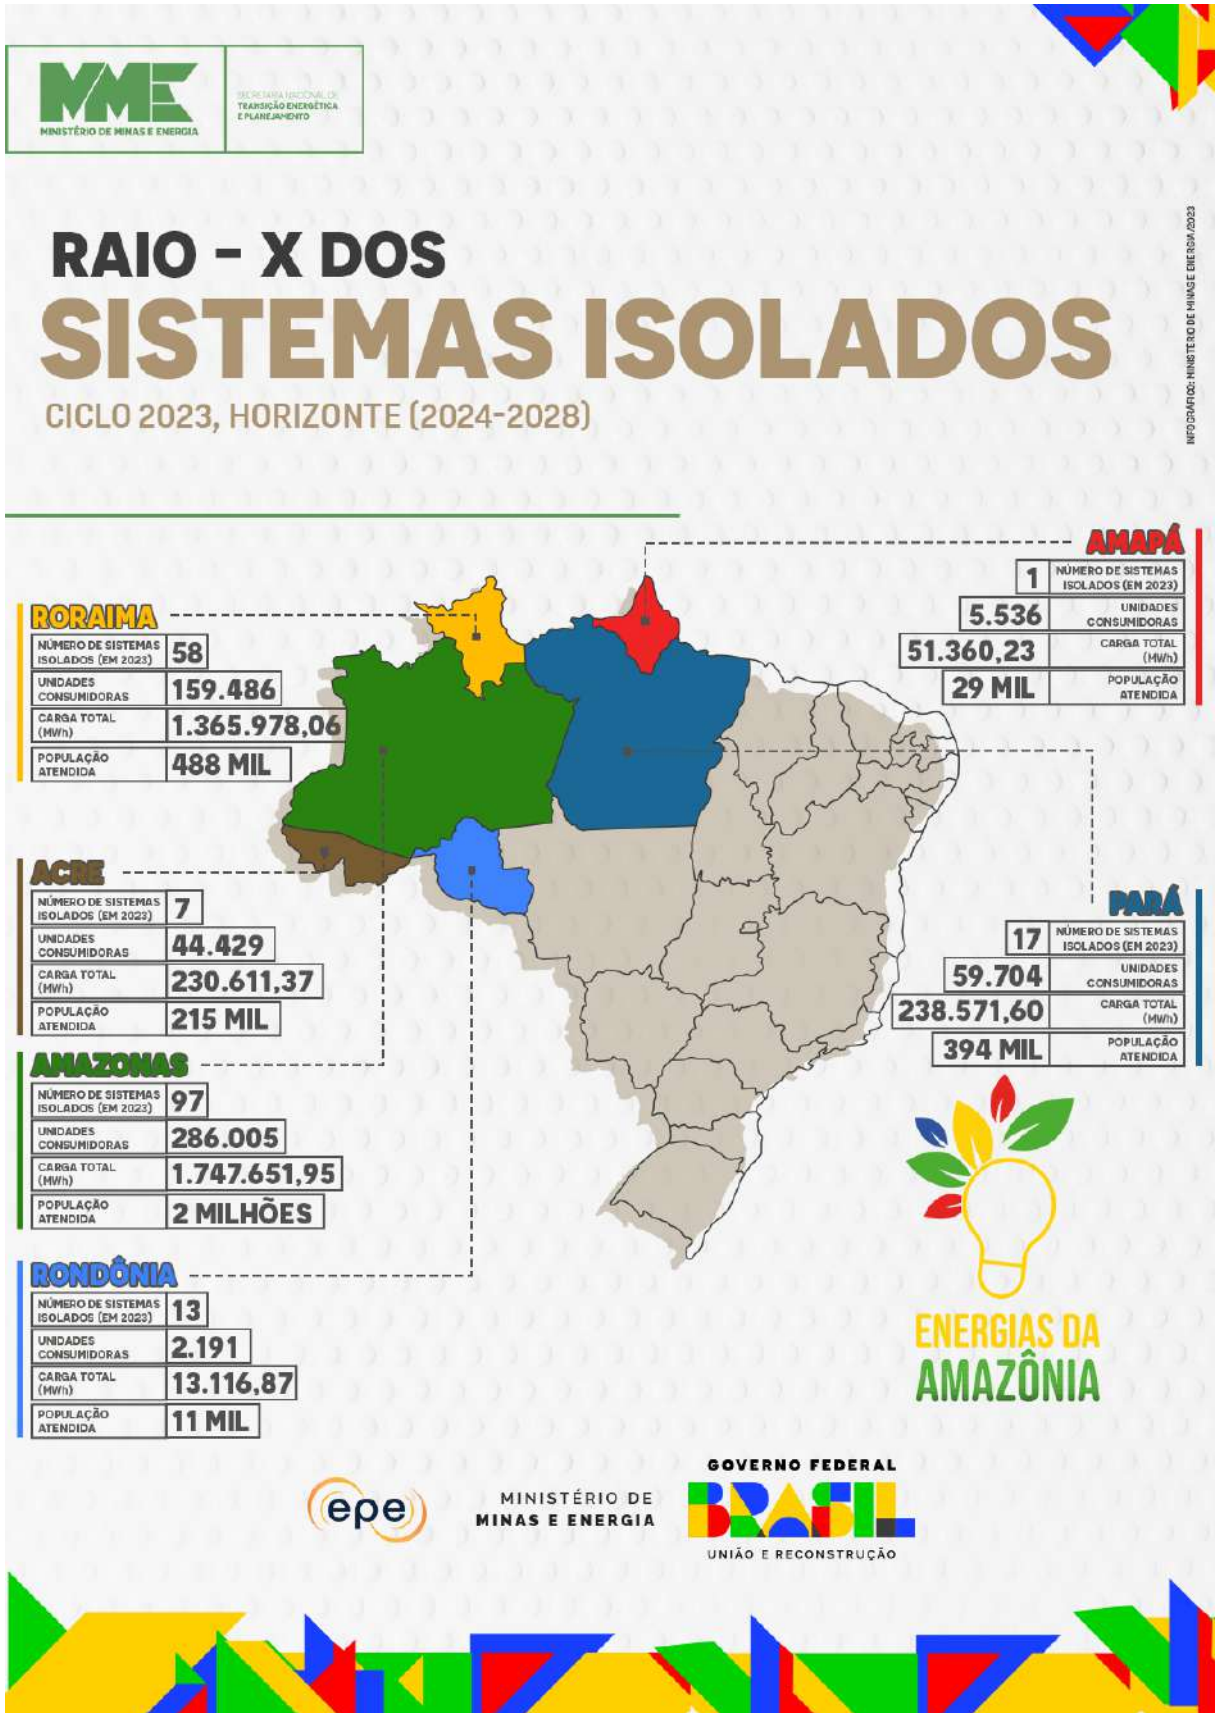 MME
MINISTÉRIO DE MINAS E ENERGIA
SECRETARIA NACIONAL DE
TRANSIÇÃO ENERGÉTICA
E PLANEJAMENTO
RAIO - X DOS
SISTEMAS ISOLADOS
CICLO 2023, HORIZONTE (2024-2028)
INFOGRÁFICO: MINISTÉRIO DE MINAS E ENERGIA/2023
AMAPÁ
1 NÚMERO DE SISTEMAS
ISOLADOS (EM 2023)
5.536 UNIDADES
CONSUMIDORAS
51.360,23 CARGA TOTAL
(MWh)
29 MIL POPULAÇÃO
ATENDIDA
RORAIMA
NÚMERO DE SISTEMAS
ISOLADOS (EM 2023) 58
UNIDADES
CONSUMIDORAS 159.486
CARGA TOTAL
(MWh) 1.365.978,06
POPULAÇÃO
ATENDIDA 488 MIL
ACRE
NÚMERO DE SISTEMAS
ISOLADOS (EM 2023) 7
UNIDADES
CONSUMIDORAS 44.429
CARGA TOTAL
(MWh) 230.611,37
POPULAÇÃO
ATENDIDA 215 MIL
PARÁ
17 NÚMERO DE SISTEMAS
ISOLADOS (EM 2023)
59.704 UNIDADES
CONSUMIDORAS
238.571,60 CARGA TOTAL
(MWh)
394 MIL POPULAÇÃO
ATENDIDA
AMAZONAS
NÚMERO DE SISTEMAS
ISOLADOS (EM 2023) 97
UNIDADES
CONSUMIDORAS 286.005
CARGA TOTAL
(MWh) 1.747.651,95
POPULAÇÃO
ATENDIDA 2 MILHÕES
RONDÔNIA
NÚMERO DE SISTEMAS
ISOLADOS (EM 2023) 13
UNIDADES
CONSUMIDORAS 2.191
CARGA TOTAL
(MWh) 13.116,87
POPULAÇÃO
ATENDIDA 11 MIL
ENERGIAS DA
AMAZÔNIA
epe
MINISTÉRIO DE
MINAS E ENERGIA
GOVERNO FEDERAL
BRASIL
UNIÃO E RECONSTRUÇÃO